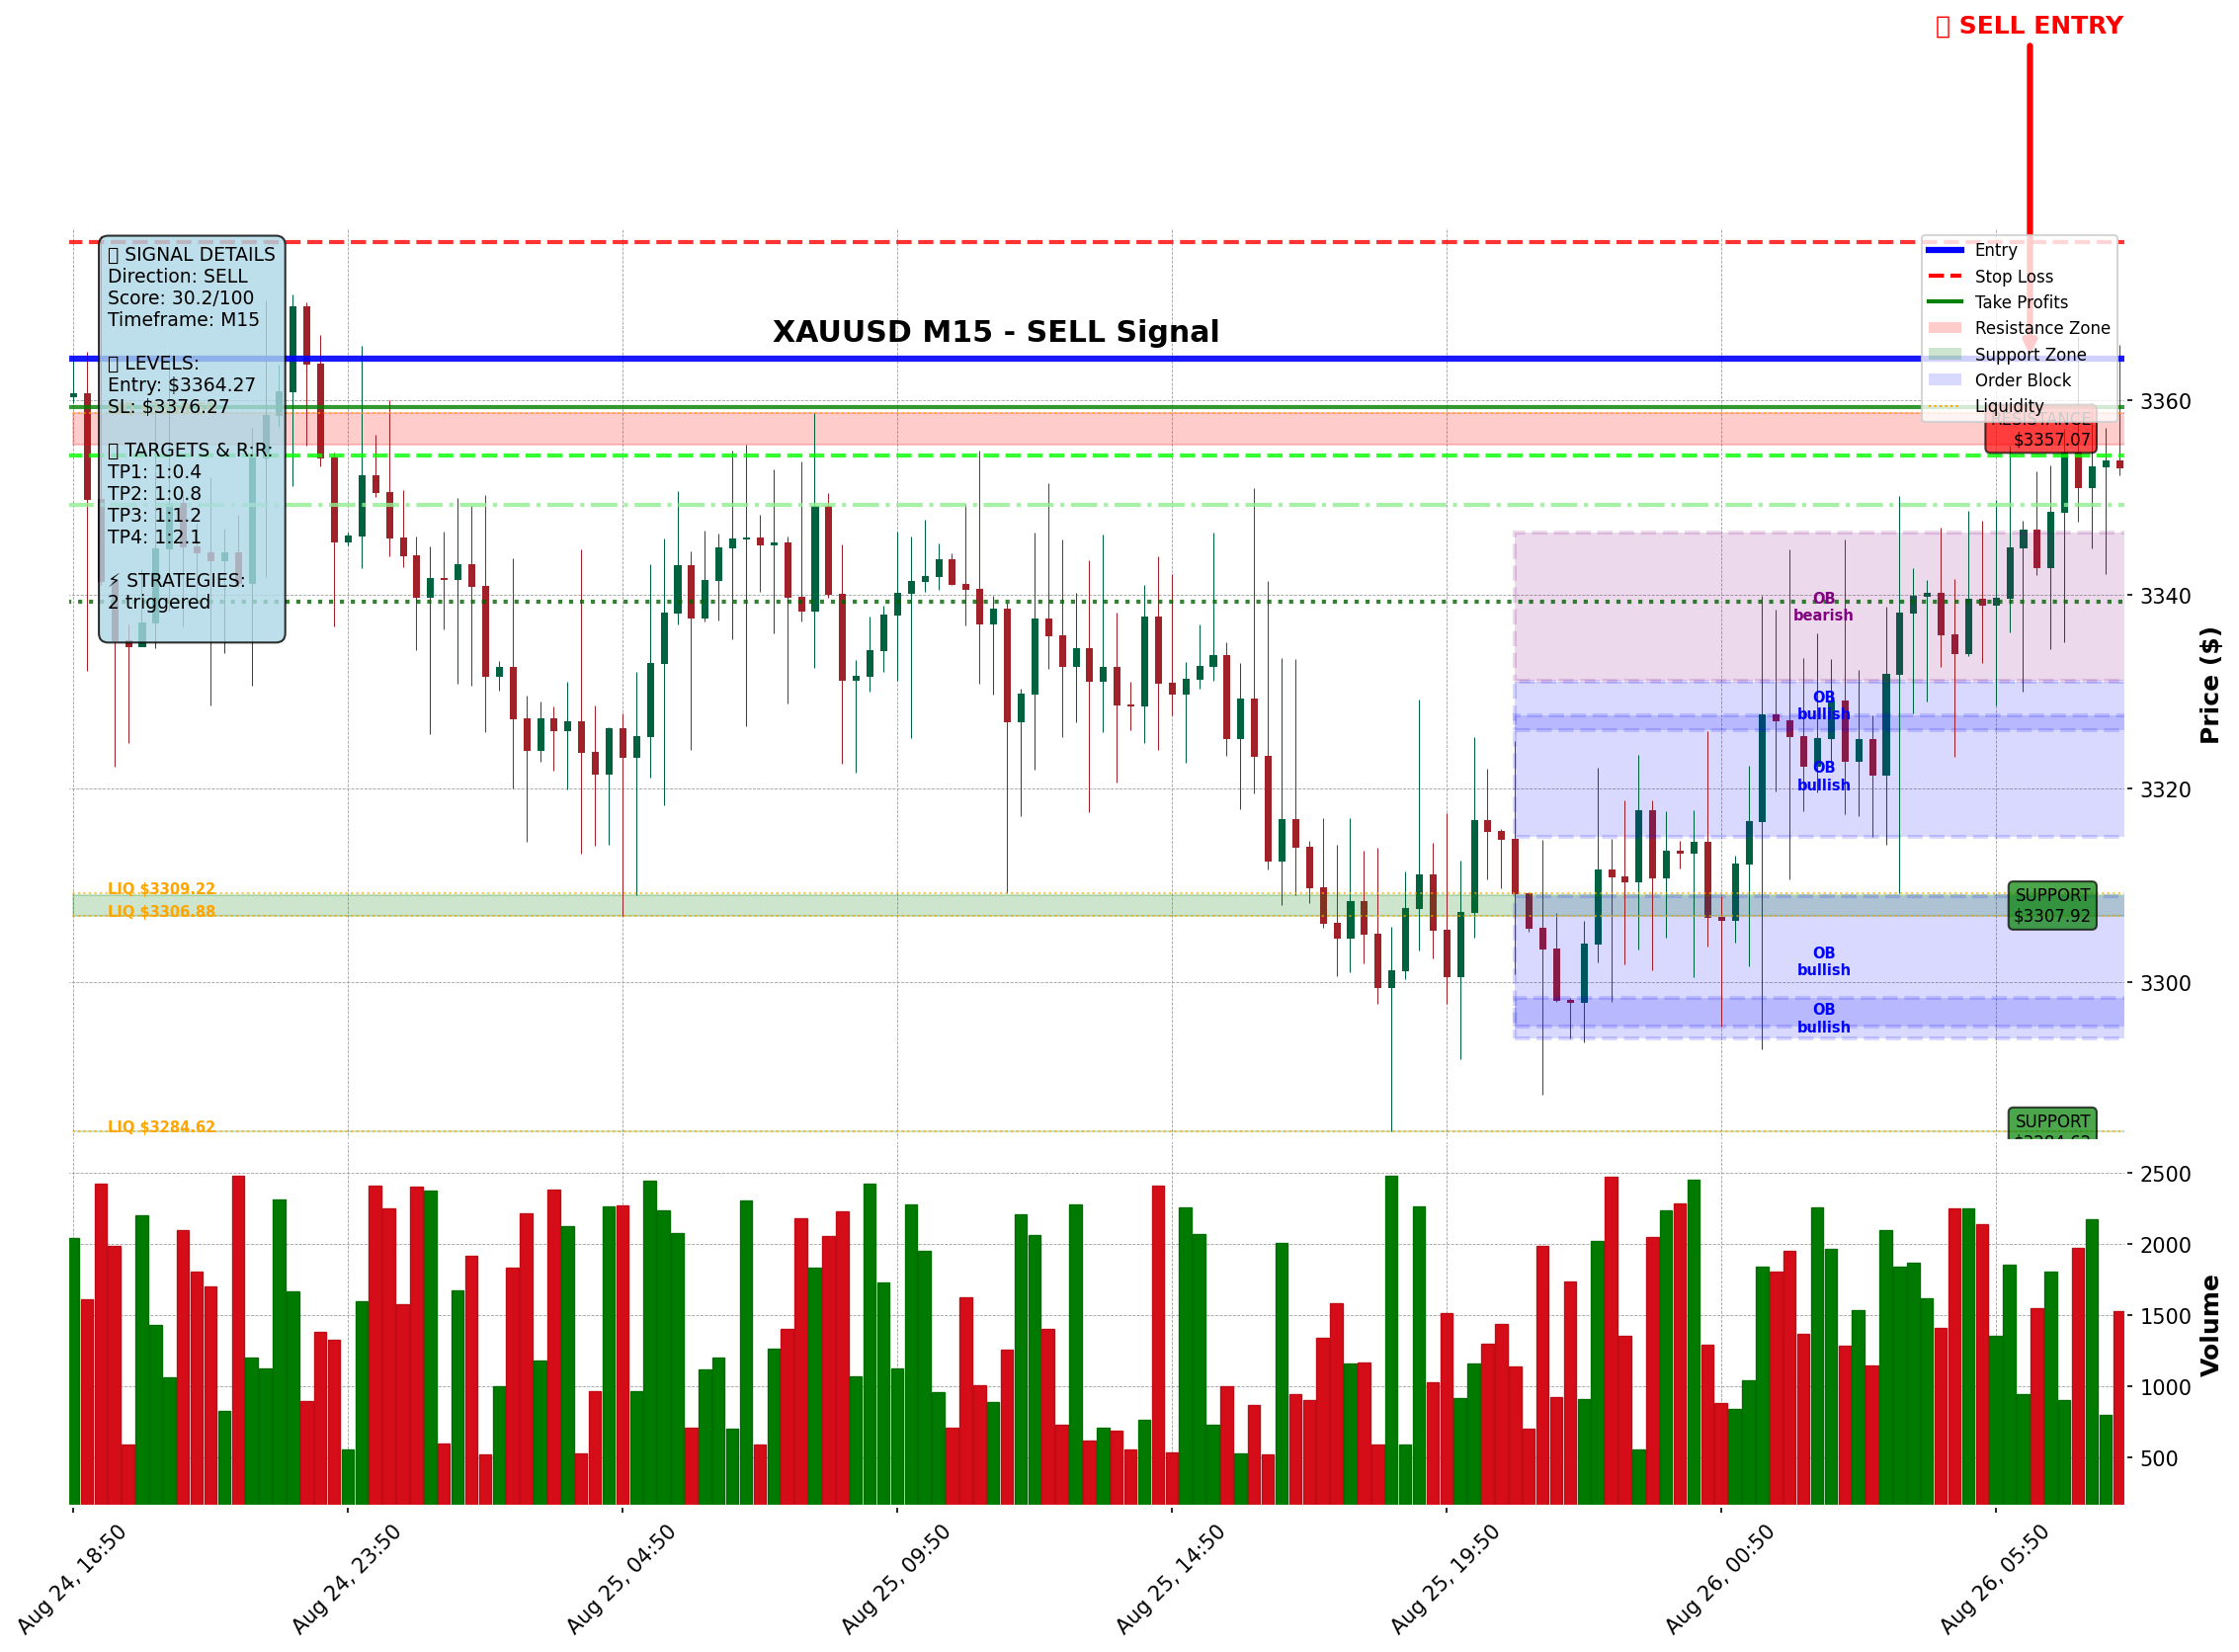 SELL ENTRY
SIGNAL DETAILS
Direction: SELL
Score: 30.2/100
Timeframe: M15
LEVELS:
Entry: $3364.27
SL: $3376.27
TARGETS & R:R:
TP1: 1:0.4
TP2: 1:0.8
TP3: 1:1.2
TP4: 1:2.1
⚡ STRATEGIES:
2 triggered
XAUUSD M15 - SELL Signal
Entry
Stop Loss
Take Profits
Resistance Zone
Support Zone
Order Block
Liquidity
RESISTANCE
$3357.07
OB
bearish
OB
bullish
OB
bullish
LIQ $3309.22
LIQ $3306.88
SUPPORT
$3307.92
OB
bullish
OB
bullish
LIQ $3284.62
SUPPORT
3360
3340
3320
3300
Price ($)
2500
2000
1500
1000
500
Volume
Aug 24, 18:50
Aug 24, 23:50
Aug 25, 04:50
Aug 25, 09:50
Aug 25, 14:50
Aug 25, 19:50
Aug 26, 00:50
Aug 26, 05:50